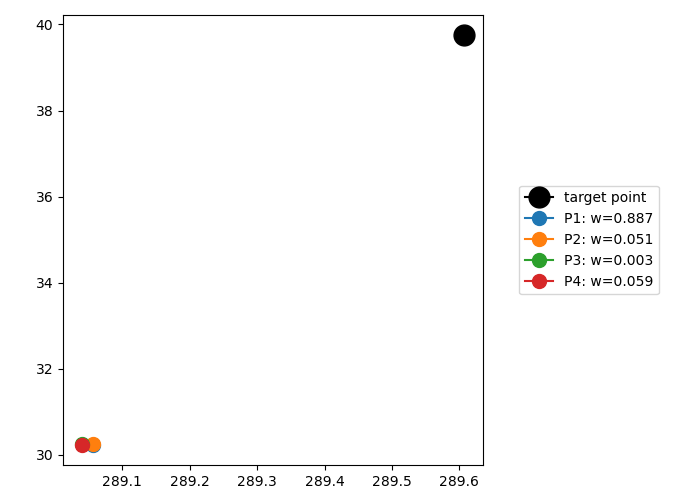 40
38
36
34
32
30
289.1 289.2 289.3 289.4 289.5 289.6
target point
P1: w=0.887
P2: w=0.051
P3: w=0.003
P4: w=0.059